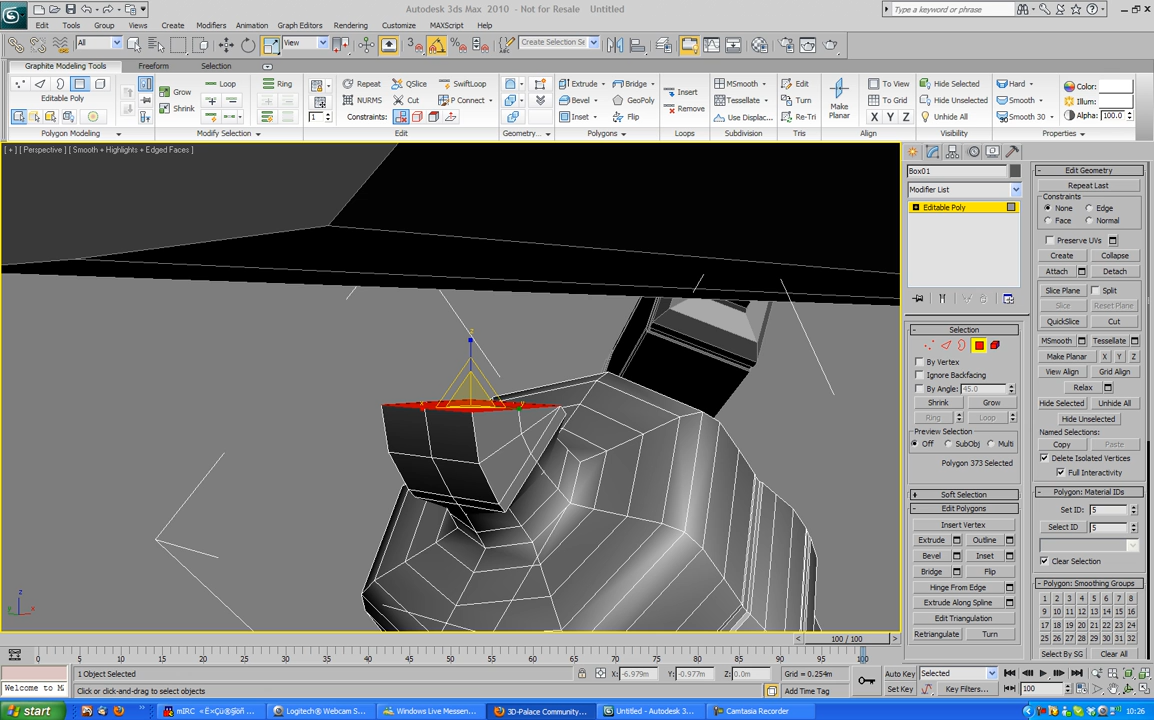 Autodesk 3ds Max 2010 - Not for Resale Untitled
Type a keyword or phrase
Edit Tools Group Views Create Modifiers Animation Graph Editors Rendering Customize MAXScript Help
All View Create Selection Se
Graphite Modeling Tools Freeform Selection
Grow Loop Ring Repeat QSlice SwiftLoop Extrude Bridge Insert MSmooth Edit To View Hide Selected Hard Color:
Editable Poly Shrink NURMS Cut P Connect Bevel GeoPoly Remove Tessellate Turn Make Planar To Grid Hide Unselected Smooth Illum:
1 Constraints: Inset Flip Use Displac... Re-Tri X Y Z Unhide All Smooth 30 Alpha: 100.0
Polygon Modeling Modify Selection Edit Geometry... Polygons Loops Subdivision Triangles Align Visibility Properties
[ + ] [ Perspective ] [ Smooth + Highlights + Edged Faces ]
z
x
y
z
x
Box01
Modifier List
Editable Poly
Selection
By Vertex
Ignore Backfacing
By Angle: 45.0
Shrink Grow
Ring Loop
Preview Selection
Off SubObj Multi
Polygon 373 Selected
Soft Selection
Edit Polygons
Insert Vertex
Extrude Outline
Bevel Inset
Bridge Flip
Hinge From Edge
Extrude Along Spline
Edit Triangulation
Retriangulate Turn
Edit Geometry
Repeat Last
Constraints
None Edge
Face Normal
Preserve UVs
Create Collapse
Attach Detach
Slice Plane Split
Slice Reset Plane
QuickSlice Cut
MSmooth Tessellate
Make Planar X Y Z
View Align Grid Align
Relax
Hide Selected Unhide All
Hide Unselected
Named Selections:
Copy Paste
Delete Isolated Vertices
Full Interactivity
Polygon: Material IDs
Set ID: 5
Select ID 5
Clear Selection
Polygon: Smoothing Groups
1 2 3 4 5 6 7 8
9 10 11 12 13 14 15 16
17 18 19 20 21 22 23 24
25 26 27 28 29 30 31 32
Select By SG Clear All
100 / 100
0 5 10 15 20 25 30 35 40 45 50 55 60 65 70 75 80 85 90 95 100
1 Object Selected X: -6.979m Y: -0.977m Z: 0.0m Grid = 0.254m Auto Key Selected
Welcome to M Click or click-and-drag to select objects Add Time Tag Set Key Key Filters... 100
start mIRC Logitech® Webcam S... Windows Live Messen... 3D-Palace Community... Untitled - Autodesk 3... Camtasia Recorder 10:26